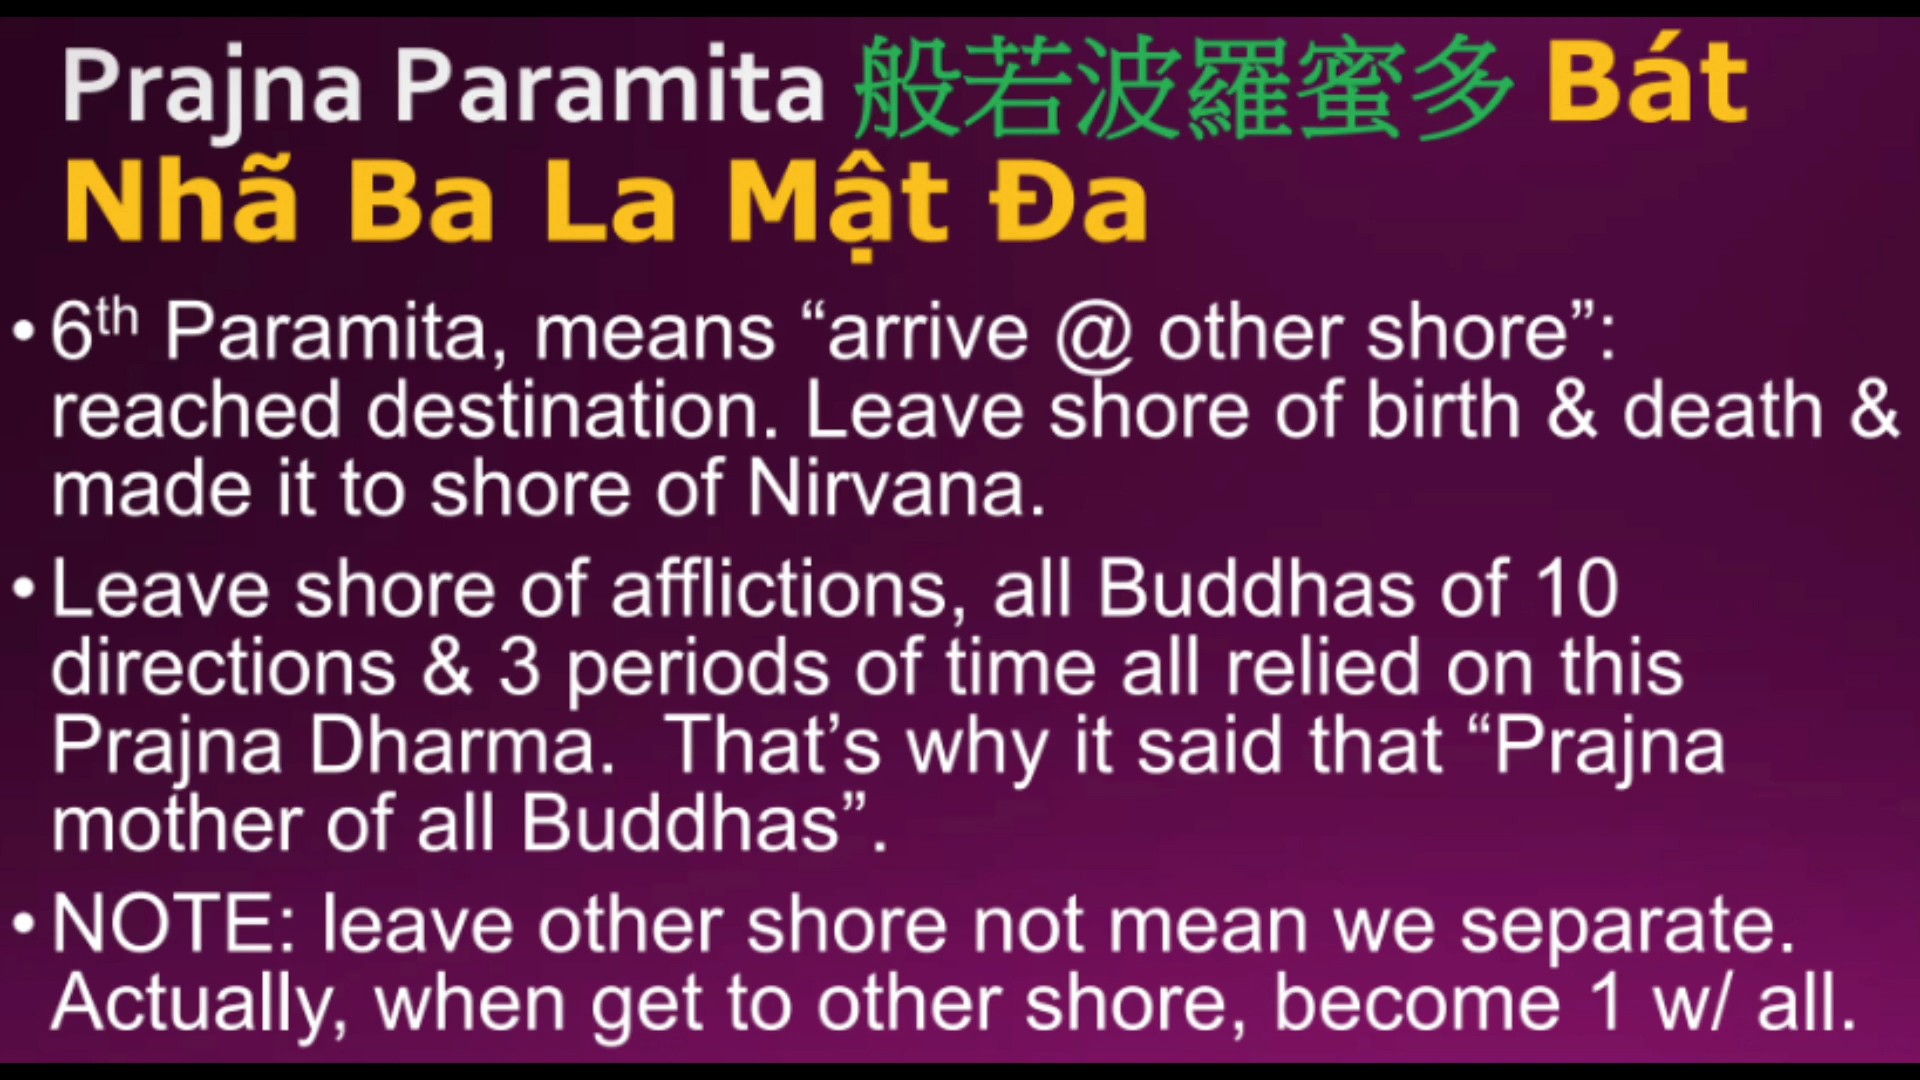 Prajna Paramita 般若波羅蜜多 Bát
Nhã Ba La Mật Đa
• 6th Paramita, means “arrive @ other shore”:
reached destination. Leave shore of birth & death &
made it to shore of Nirvana.
• Leave shore of afflictions, all Buddhas of 10
directions & 3 periods of time all relied on this
Prajna Dharma.  That’s why it said that “Prajna
mother of all Buddhas”.
• NOTE: leave other shore not mean we separate.
Actually, when get to other shore, become 1 w/ all.